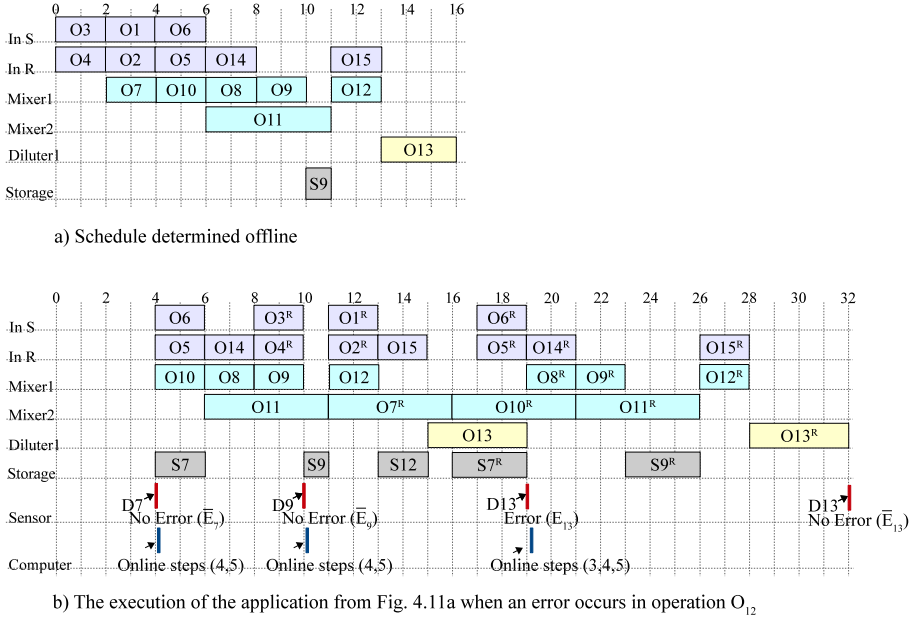 0 2 4 6 8 10 12 14 16
In S O3 O1 O6
In R O4 O2 O5 O14 O15
Mixer1 O7 O10 O8 O9 O12
Mixer2 O11
Diluter1 O13
Storage S9
a) Schedule determined offline
0 2 4 6 8 10 12 14 16 18 20 22 24 26 28 30 32
In S O6 O3ᴿ O1ᴿ O6ᴿ
In R O5 O14 O4ᴿ O2ᴿ O15 O5ᴿ O14ᴿ O15ᴿ
Mixer1 O10 O8 O9 O12 O8ᴿ O9ᴿ O12ᴿ
Mixer2 O11 O7ᴿ O10ᴿ O11ᴿ
Diluter1 O13 O13ᴿ
Storage S7 S9 S12 S7ᴿ S9ᴿ
D7 D9 D13 D13
Sensor No Error (E̅₇) No Error (E̅₉) Error (E₁₃) No Error (E̅₁₃)
Computer Online steps (4,5) Online steps (4,5) Online steps (3,4,5)
b) The execution of the application from Fig. 4.11a when an error occurs in operation O₁₂